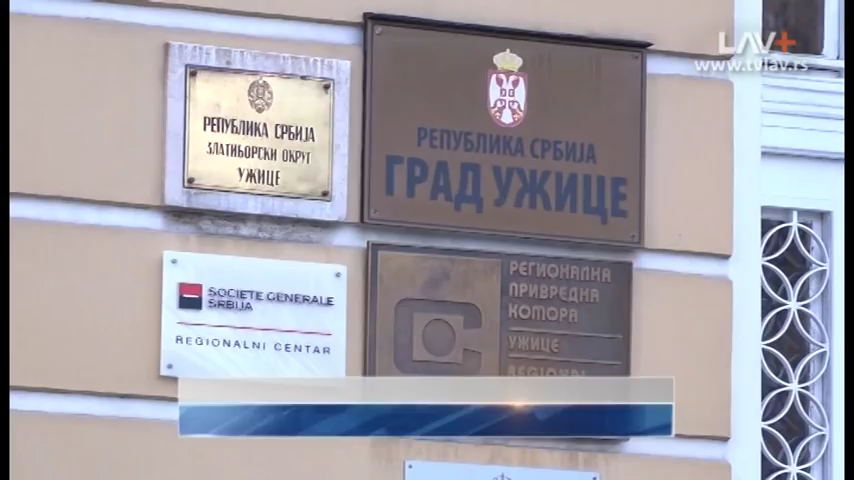 LAV+
www.tvlav.rs
РЕПУБЛИКА СРБИЈА
ЗЛАТИБОРСКИ ОКРУГ
УЖИЦЕ
РЕПУБЛИКА СРБИЈА
ГРАД УЖИЦЕ
SOCIETE GENERALE
SRBIJA
REGIONALNI CENTAR
РЕГИОНАЛНА
ПРИВРЕДНА
КОМОРА
УЖИЦЕ